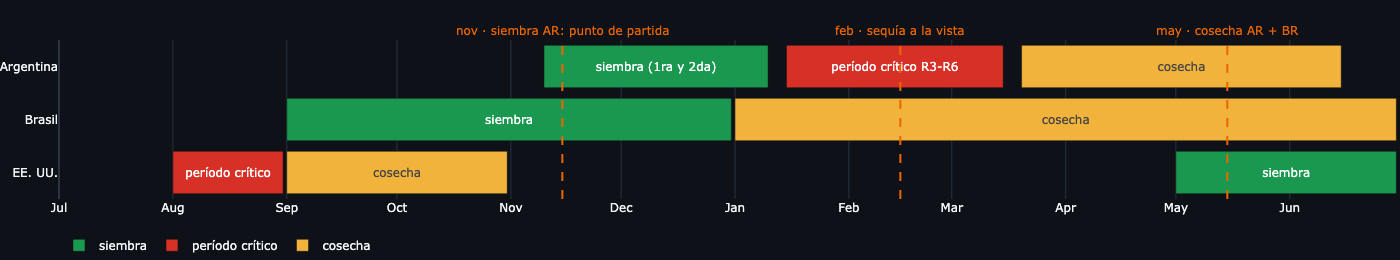 nov · siembra AR: punto de partida
feb · sequía a la vista
may · cosecha AR + BR
Argentina
siembra (1ra y 2da)
período crítico R3-R6
cosecha
Brasil
siembra
cosecha
EE. UU.
período crítico
cosecha
siembra
Jul
Aug
Sep
Oct
Nov
Dec
Jan
Feb
Mar
Apr
May
Jun
siembra
período crítico
cosecha